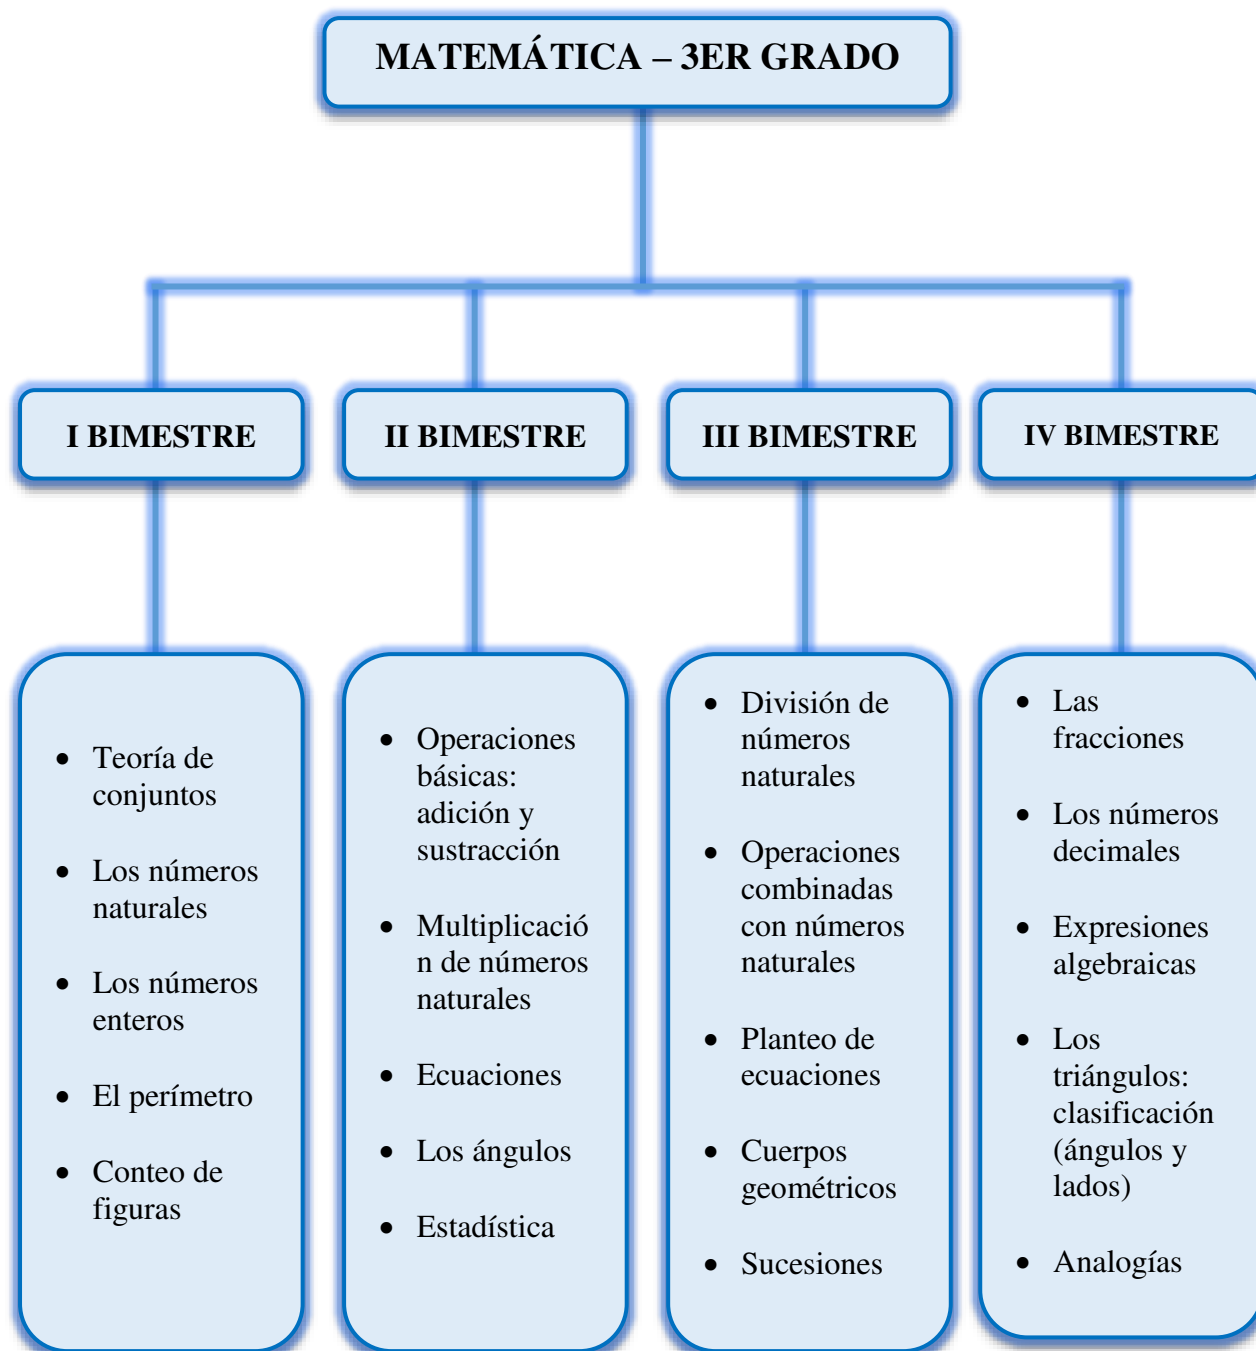 MATEMÁTICA – 3ER GRADO
I BIMESTRE
II BIMESTRE
III BIMESTRE
IV BIMESTRE
• Teoría de
conjuntos
• Los números
naturales
• Los números
enteros
• El perímetro
• Conteo de
figuras
• Operaciones
básicas:
adición y
sustracción
• Multiplicació
n de números
naturales
• Ecuaciones
• Los ángulos
• Estadística
• División de
números
naturales
• Operaciones
combinadas
con números
naturales
• Planteo de
ecuaciones
• Cuerpos
geométricos
• Sucesiones
• Las
fracciones
• Los números
decimales
• Expresiones
algebraicas
• Los
triángulos:
clasificación
(ángulos y
lados)
• Analogías